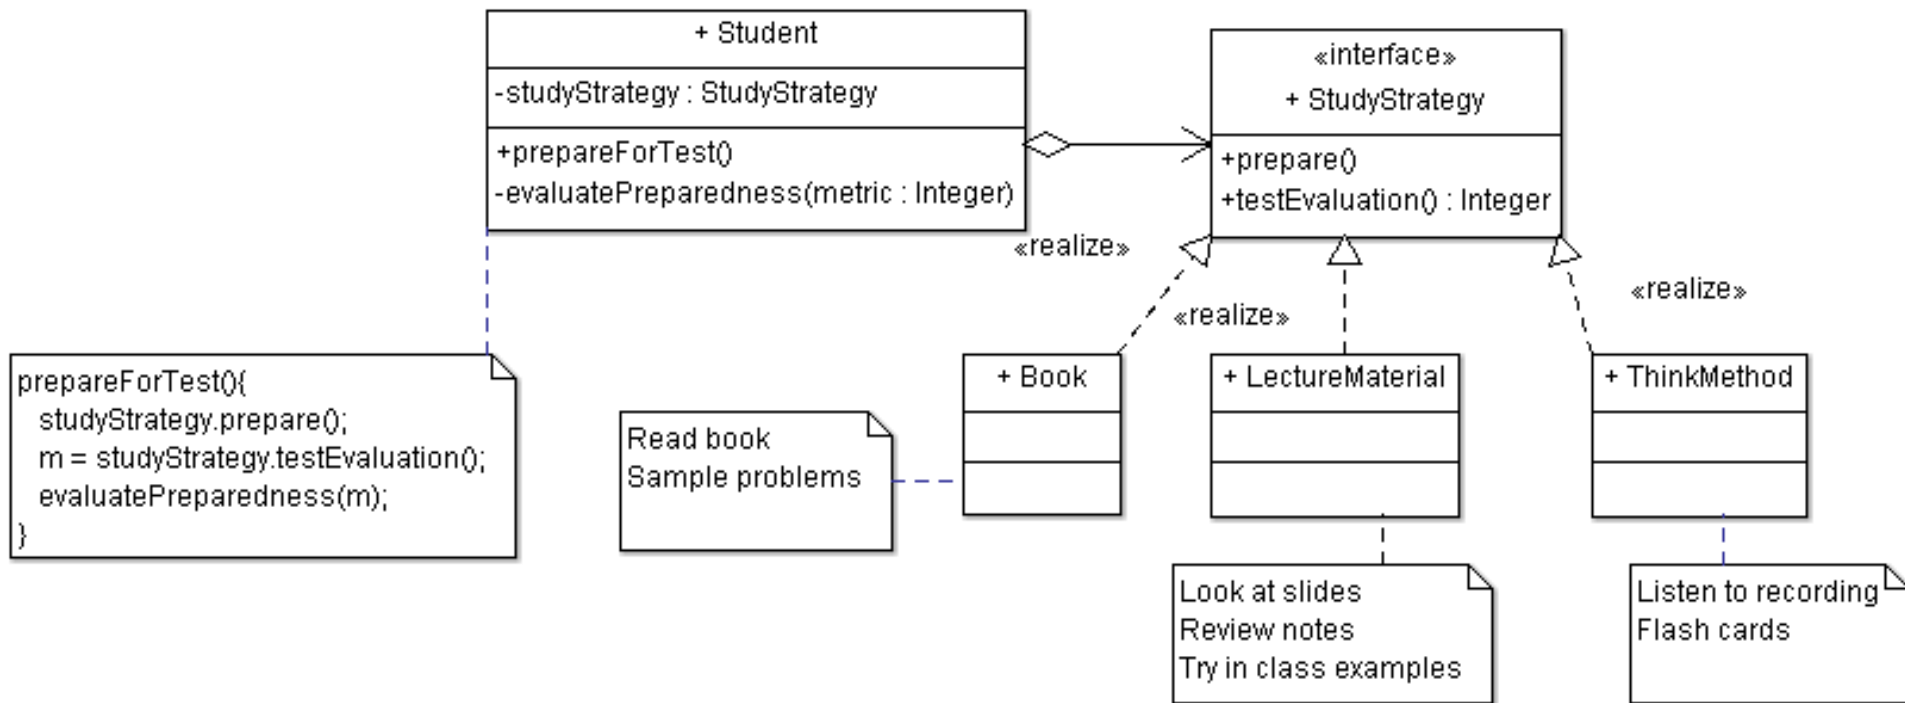 + Student
-studyStrategy : StudyStrategy
+prepareForTest()
-evaluatePreparedness(metric : Integer)
«interface»
+ StudyStrategy
+prepare()
+testEvaluation() : Integer
«realize»
«realize»
«realize»
prepareForTest(){
studyStrategy.prepare();
m = studyStrategy.testEvaluation();
evaluatePreparedness(m);
}
Read book
Sample problems
+ Book
+ LectureMaterial
+ ThinkMethod
Look at slides
Review notes
Try in class examples
Listen to recording
Flash cards